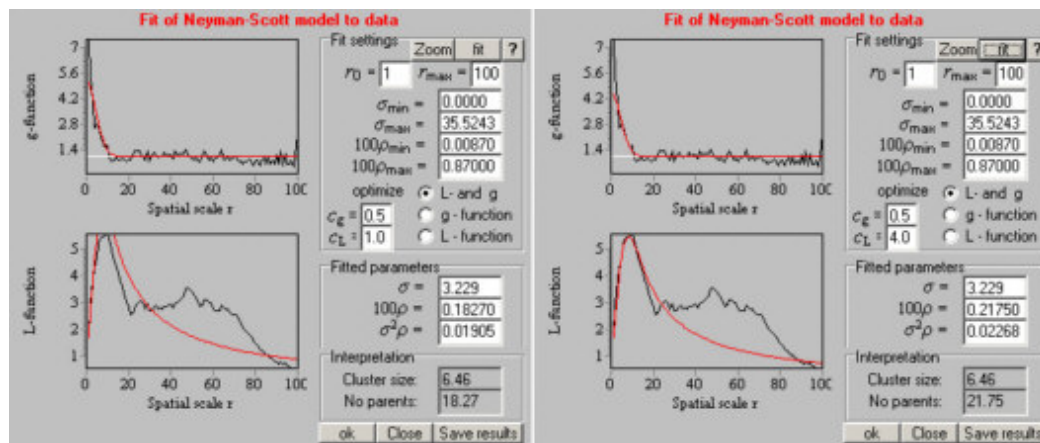 Fit of Neyman-Scott model to data
g-function
7
5.6
4.2
2.8
1.4
0 20 40 60 80 100
Spatial scale r
L-function
5
4
3
2
1
0 20 40 60 80 100
Spatial scale r
Fit settings
Zoom fit ?
r0 = 1 rmax = 100
σmin = 0.0000
σmax = 35.5243
100ρmin = 0.00870
100ρmax = 0.87000
optimize L- and g
cg = 0.5 g - function
cL = 1.0 L - function
Fitted parameters
σ = 3.229
100ρ = 0.18270
σ²ρ = 0.01905
Interpretation
Cluster size: 6.46
No parents: 18.27
ok Close Save results
Fit of Neyman-Scott model to data
g-function
7
5.6
4.2
2.8
1.4
0 20 40 60 80 100
Spatial scale r
L-function
5
4
3
2
1
0 20 40 60 80 100
Spatial scale r
Fit settings
Zoom fit ?
r0 = 1 rmax = 100
σmin = 0.0000
σmax = 35.5243
100ρmin = 0.00870
100ρmax = 0.87000
optimize L- and g
cg = 0.5 g - function
cL = 4.0 L - function
Fitted parameters
σ = 3.229
100ρ = 0.21750
σ²ρ = 0.02268
Interpretation
Cluster size: 6.46
No parents: 21.75
ok Close Save results